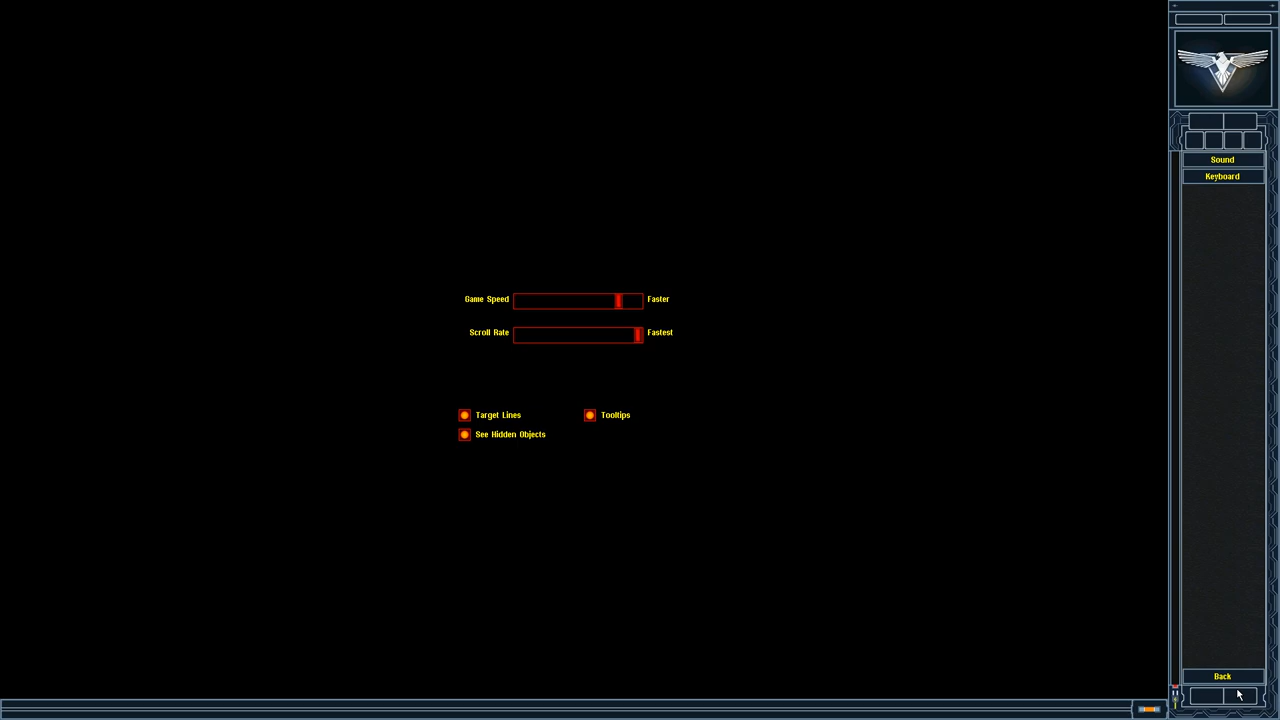 Sound
Keyboard
Game Speed Faster
Scroll Rate Fastest
Target Lines Tooltips
See Hidden Objects
Back